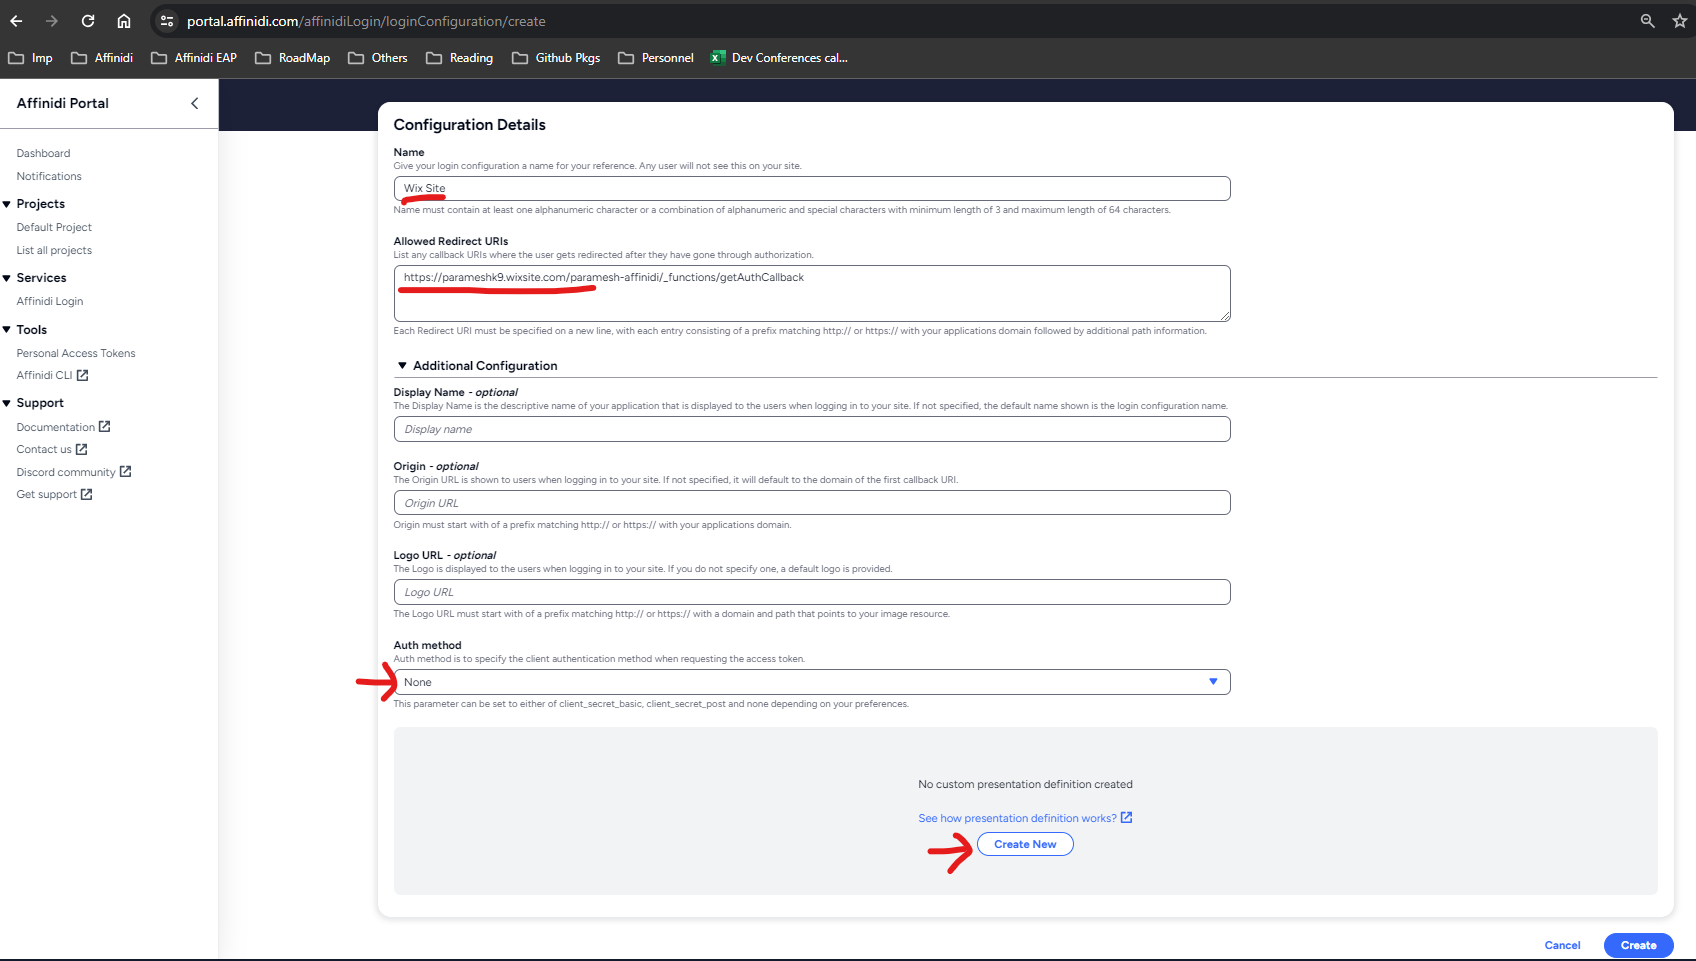 portal.affinidi.com/affinidiLogin/loginConfiguration/create
Imp Affinidi Affinidi EAP RoadMap Others Reading Github Pkgs Personnel Dev Conferences cal...
Affinidi Portal
Dashboard
Notifications
Projects
Default Project
List all projects
Services
Affinidi Login
Tools
Personal Access Tokens
Affinidi CLI
Support
Documentation
Contact us
Discord community
Get support
Configuration Details
Name
Give your login configuration a name for your reference. Any user will not see this on your site.
Wix Site
Name must contain at least one alphanumeric character or a combination of alphanumeric and special characters with minimum length of 3 and maximum length of 64 characters.
Allowed Redirect URIs
List any callback URIs where the user gets redirected after they have gone through authorization.
https://parameshk9.wixsite.com/paramesh-affinidi/_functions/getAuthCallback
Each Redirect URI must be specified on a new line, with each entry consisting of a prefix matching http:// or https:// with your applications domain followed by additional path information.
Additional Configuration
Display Name - optional
The Display Name is the descriptive name of your application that is displayed to the users when logging in to your site. If not specified, the default name shown is the login configuration name.
Display name
Origin - optional
The Origin URL is shown to users when logging in to your site. If not specified, it will default to the domain of the first callback URI.
Origin URL
Origin must start with of a prefix matching http:// or https:// with your applications domain.
Logo URL - optional
The Logo is displayed to the users when logging in to your site. If you do not specify one, a default logo is provided.
Logo URL
The Logo URL must start with of a prefix matching http:// or https:// with a domain and path that points to your image resource.
Auth method
Auth method is to specify the client authentication method when requesting the access token.
None
This parameter can be set to either of client_secret_basic, client_secret_post and none depending on your preferences.
No custom presentation definition created
See how presentation definition works?
Create New
Cancel Create